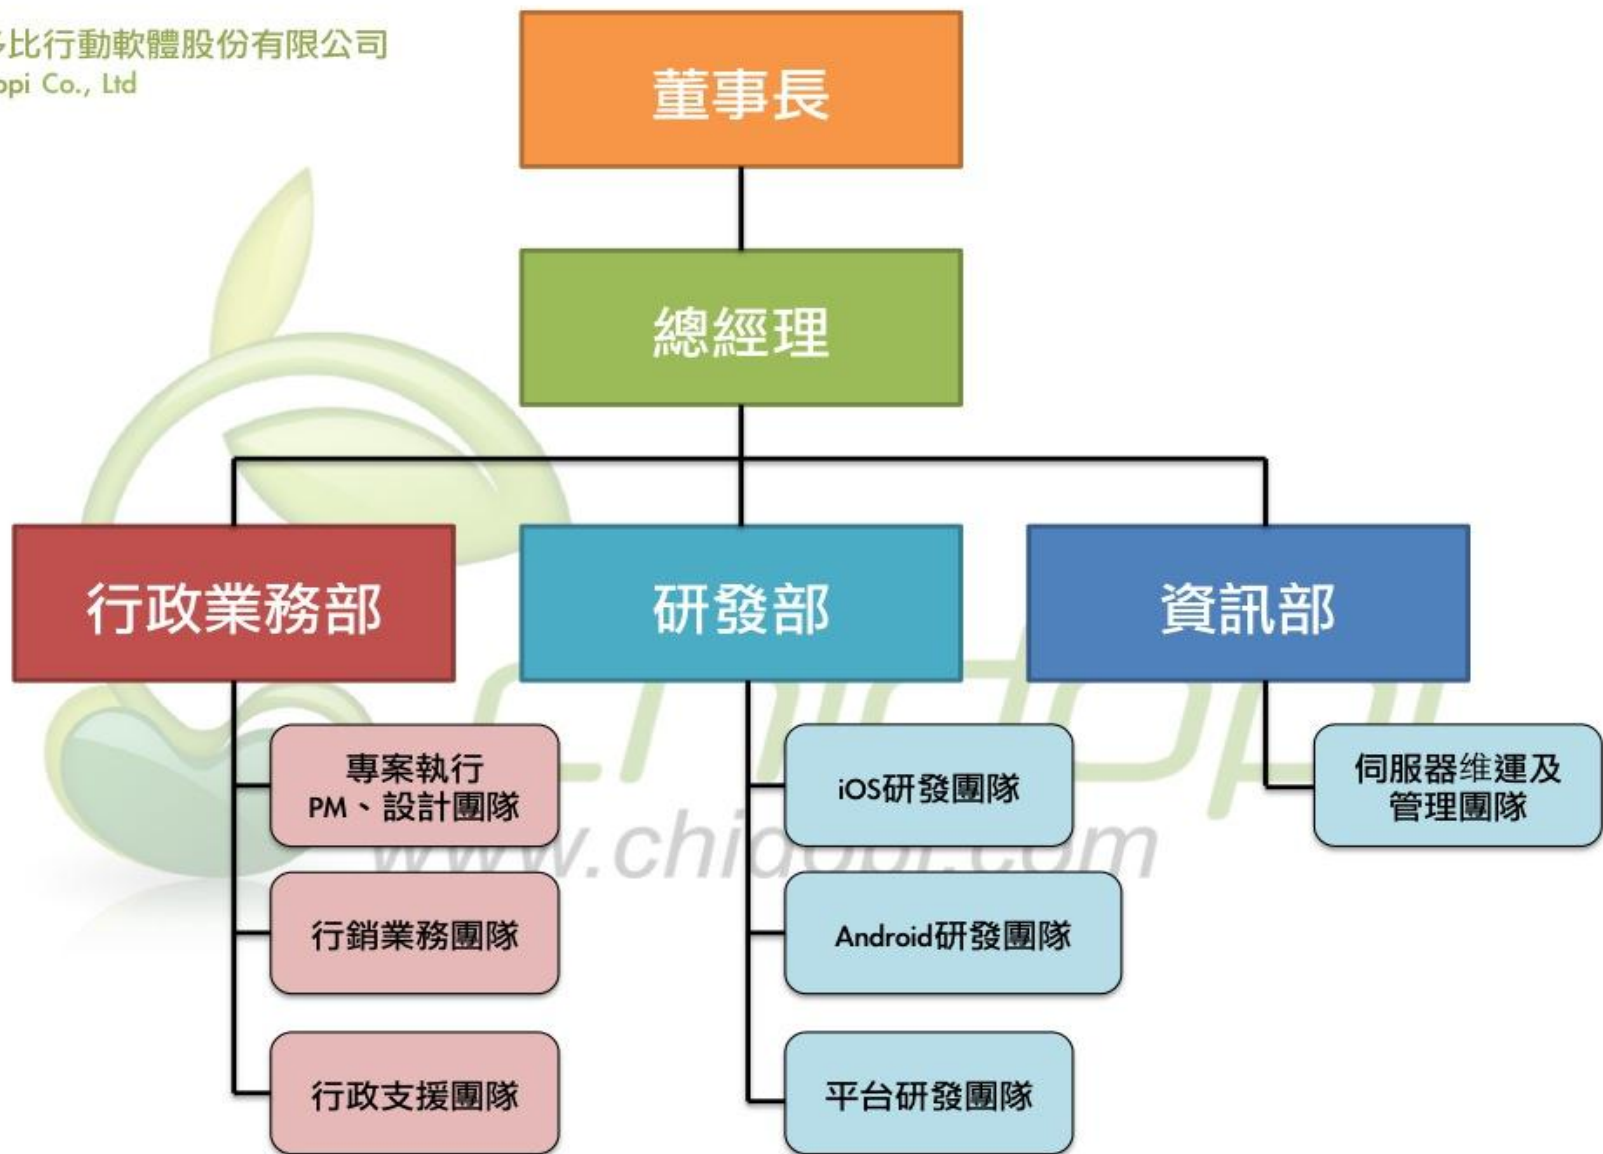 比行動軟體股份有限公司
Co., Ltd
董事長
總經理
行政業務部
研發部
資訊部
專案執行
PM、設計團隊
iOS研發團隊
伺服器维運及
管理團隊
行銷業務團隊
Android研發團隊
行政支援團隊
平台研發團隊
chidopi
www.chidopi.com